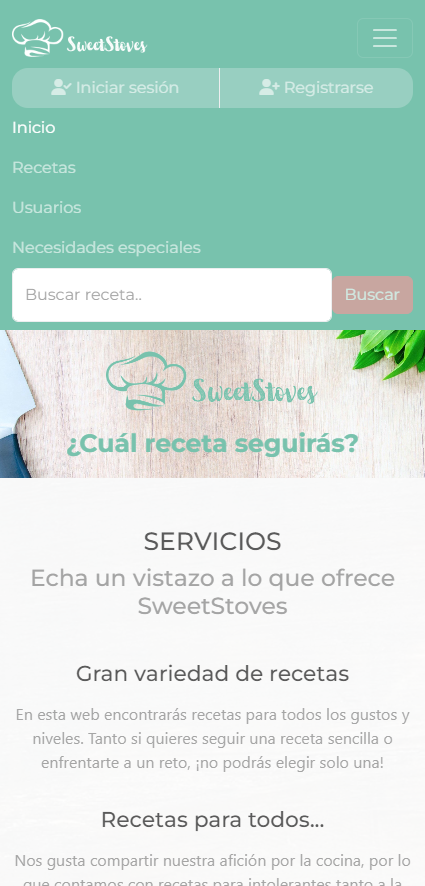 SweetStoves
Iniciar sesión
Registrarse
Inicio
Recetas
Usuarios
Necesidades especiales
Buscar receta..
Buscar
SweetStoves
¿Cuál receta seguirás?
SERVICIOS
Echa un vistazo a lo que ofrece
SweetStoves
Gran variedad de recetas
En esta web encontrarás recetas para todos los gustos y
niveles. Tanto si quieres seguir una receta sencilla o
enfrentarte a un reto, ¡no podrás elegir solo una!
Recetas para todos...
Nos gusta compartir nuestra afición por la cocina, por lo
que contamos con recetas para intolerantes tanto a la